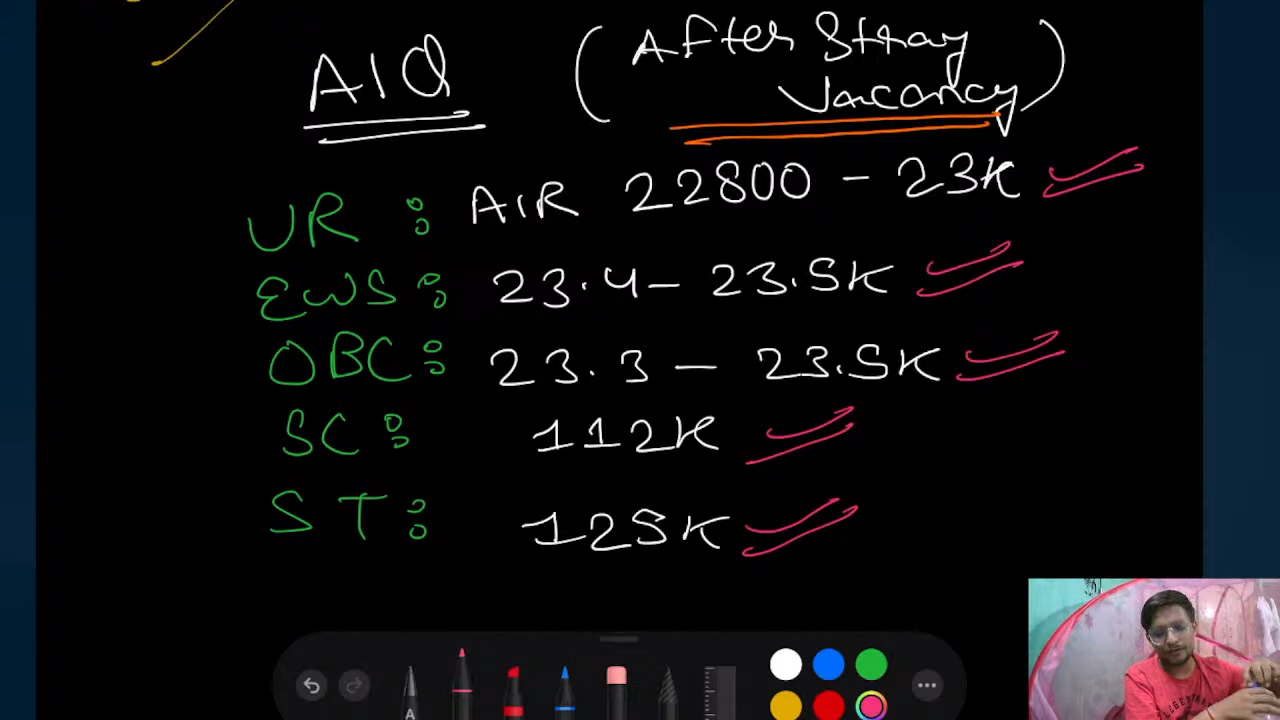 AIQ (After Stray
Vacancy)
UR : AIR 22800 - 23K
EWS : 23.4 - 23.5K
OBC : 23.3 - 23.5K
SC : 112K
ST : 125K
A